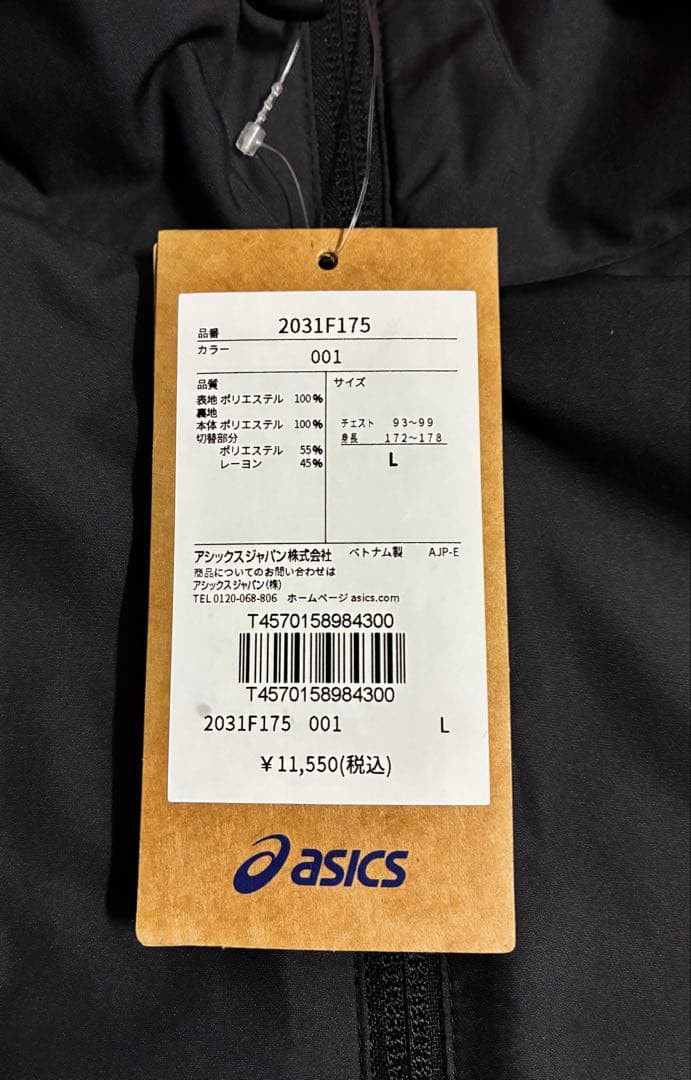 品番 2031F175
カラー 001
品質
表地 ポリエステル 100%
裏地
本体 ポリエステル 100%
切替部分
ポリエステル 55%
レーヨン 45%
サイズ
チェスト 93~99
身長 172~178
L
アシックスジャパン株式会社 ベトナム製 AJP-E
商品についてのお問い合わせは
アシックスジャパン(株)
TEL 0120-068-806 ホームページ asics.com
T4570158984300
T4570158984300
2031F175 001 L
¥11,550(税込)
asics